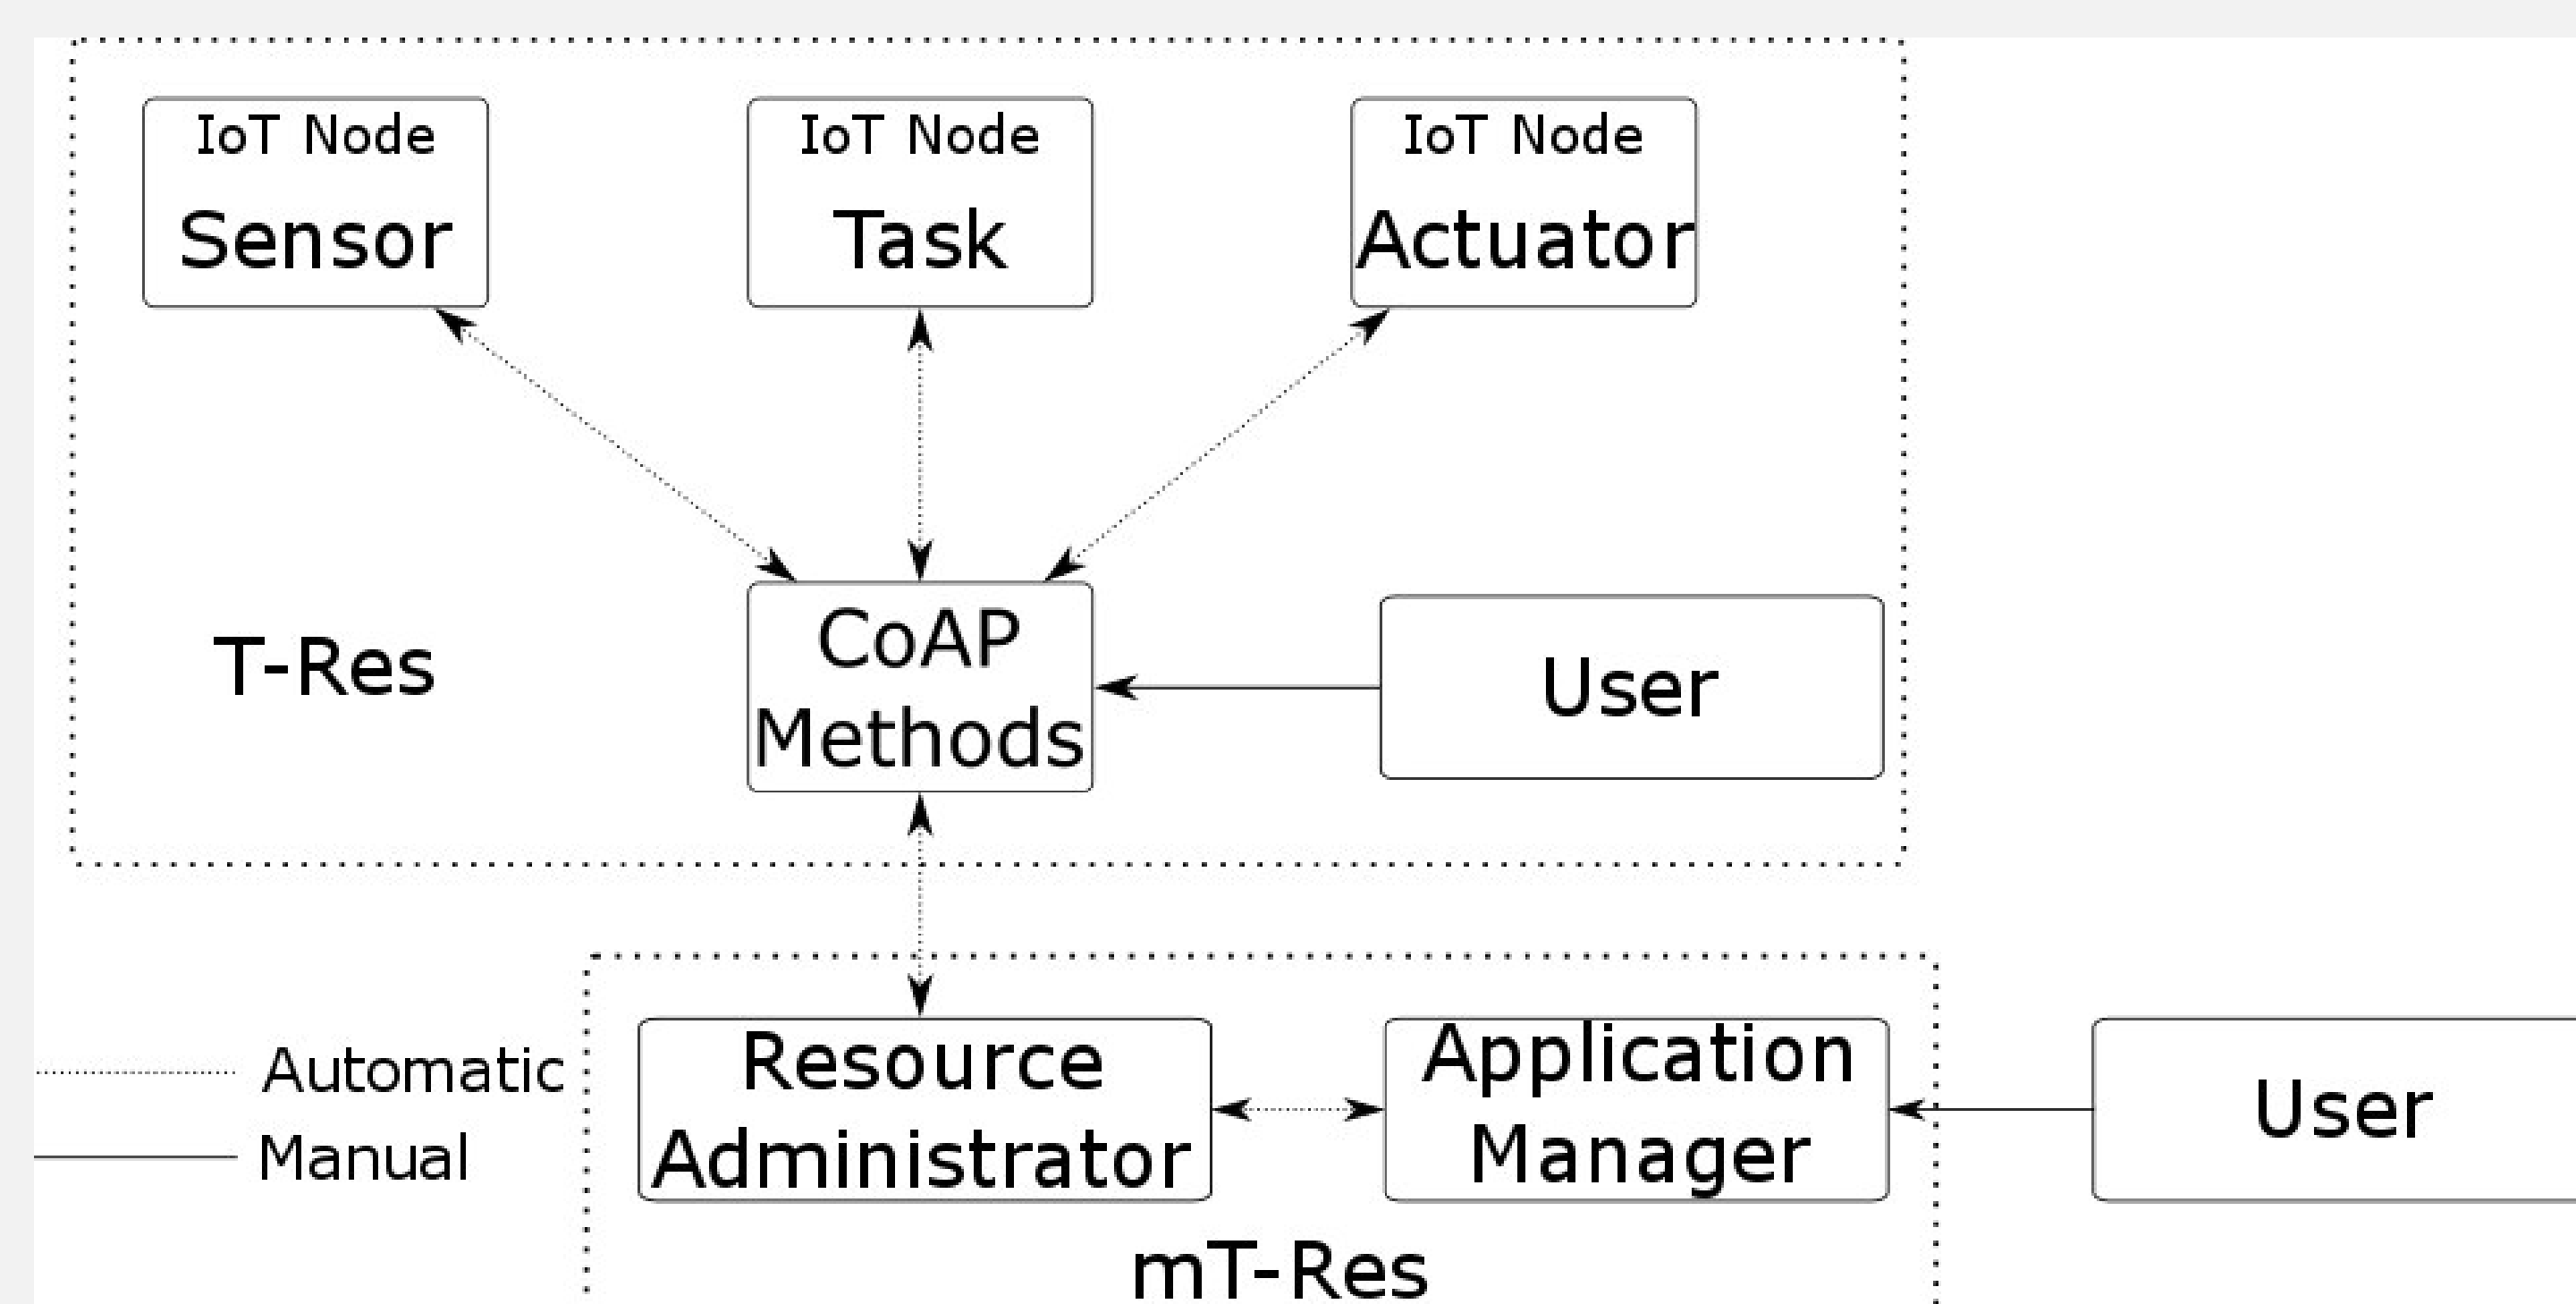 IoT Node
Sensor
IoT Node
Task
IoT Node
Actuator
T-Res
CoAP
Methods
User
Automatic
Manual
Resource
Administrator
Application
Manager
User
mT-Res